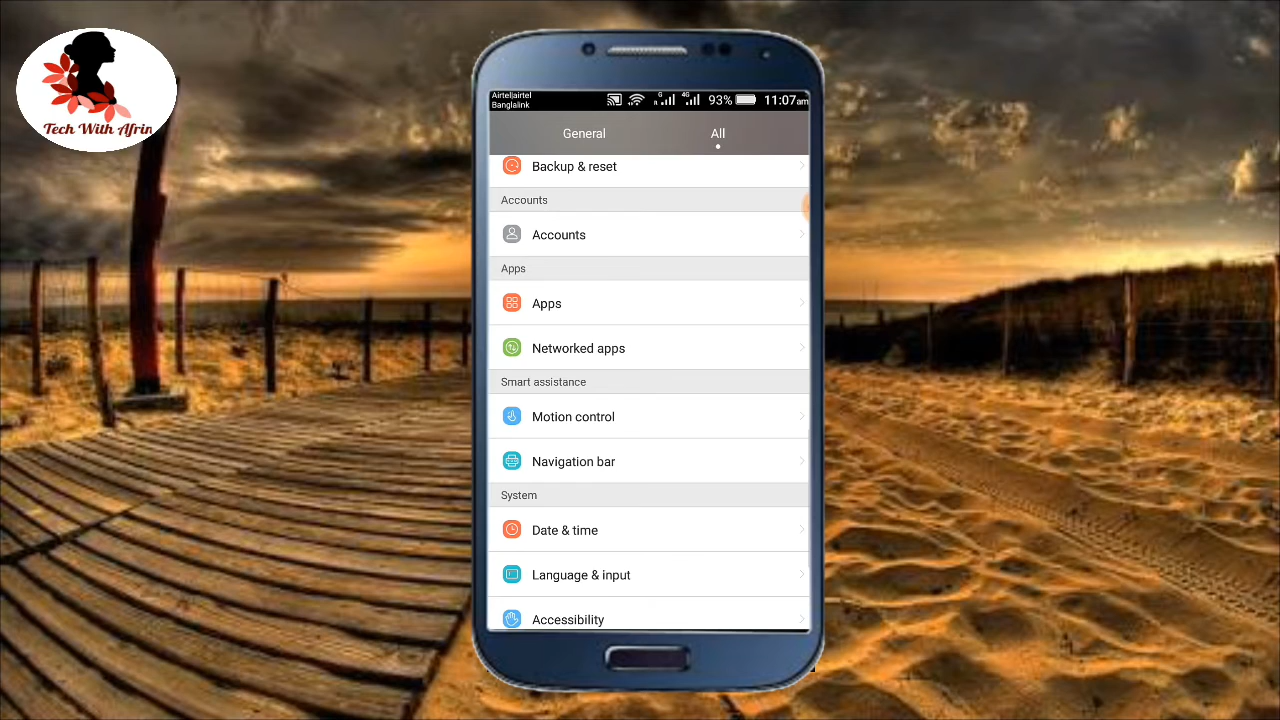 Tech With Afrin
Airtel|airtel
Banglalink
R G 4G 93% 11:07am
General All
Backup & reset
Accounts
Accounts
Apps
Apps
Networked apps
Smart assistance
Motion control
Navigation bar
System
Date & time
Language & input
Accessibility